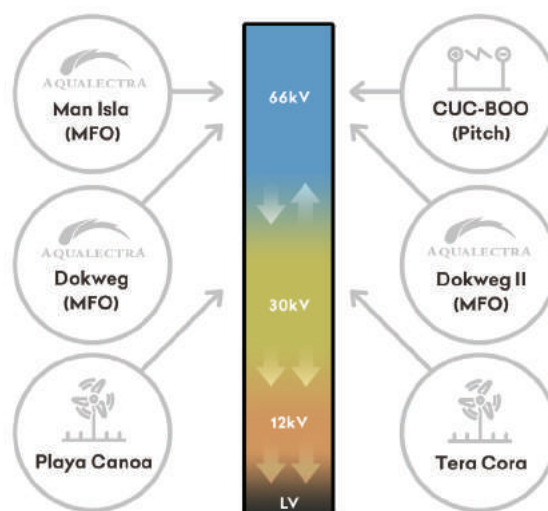 AQUALECTRA
Man Isla
(MFO)
66kV
CUC-BOO
(Pitch)
AQUALECTRA
Dokweg
(MFO)
30kV
AQUALECTRA
Dokweg II
(MFO)
Playa Canoa
12kV
Tera Cora
LV